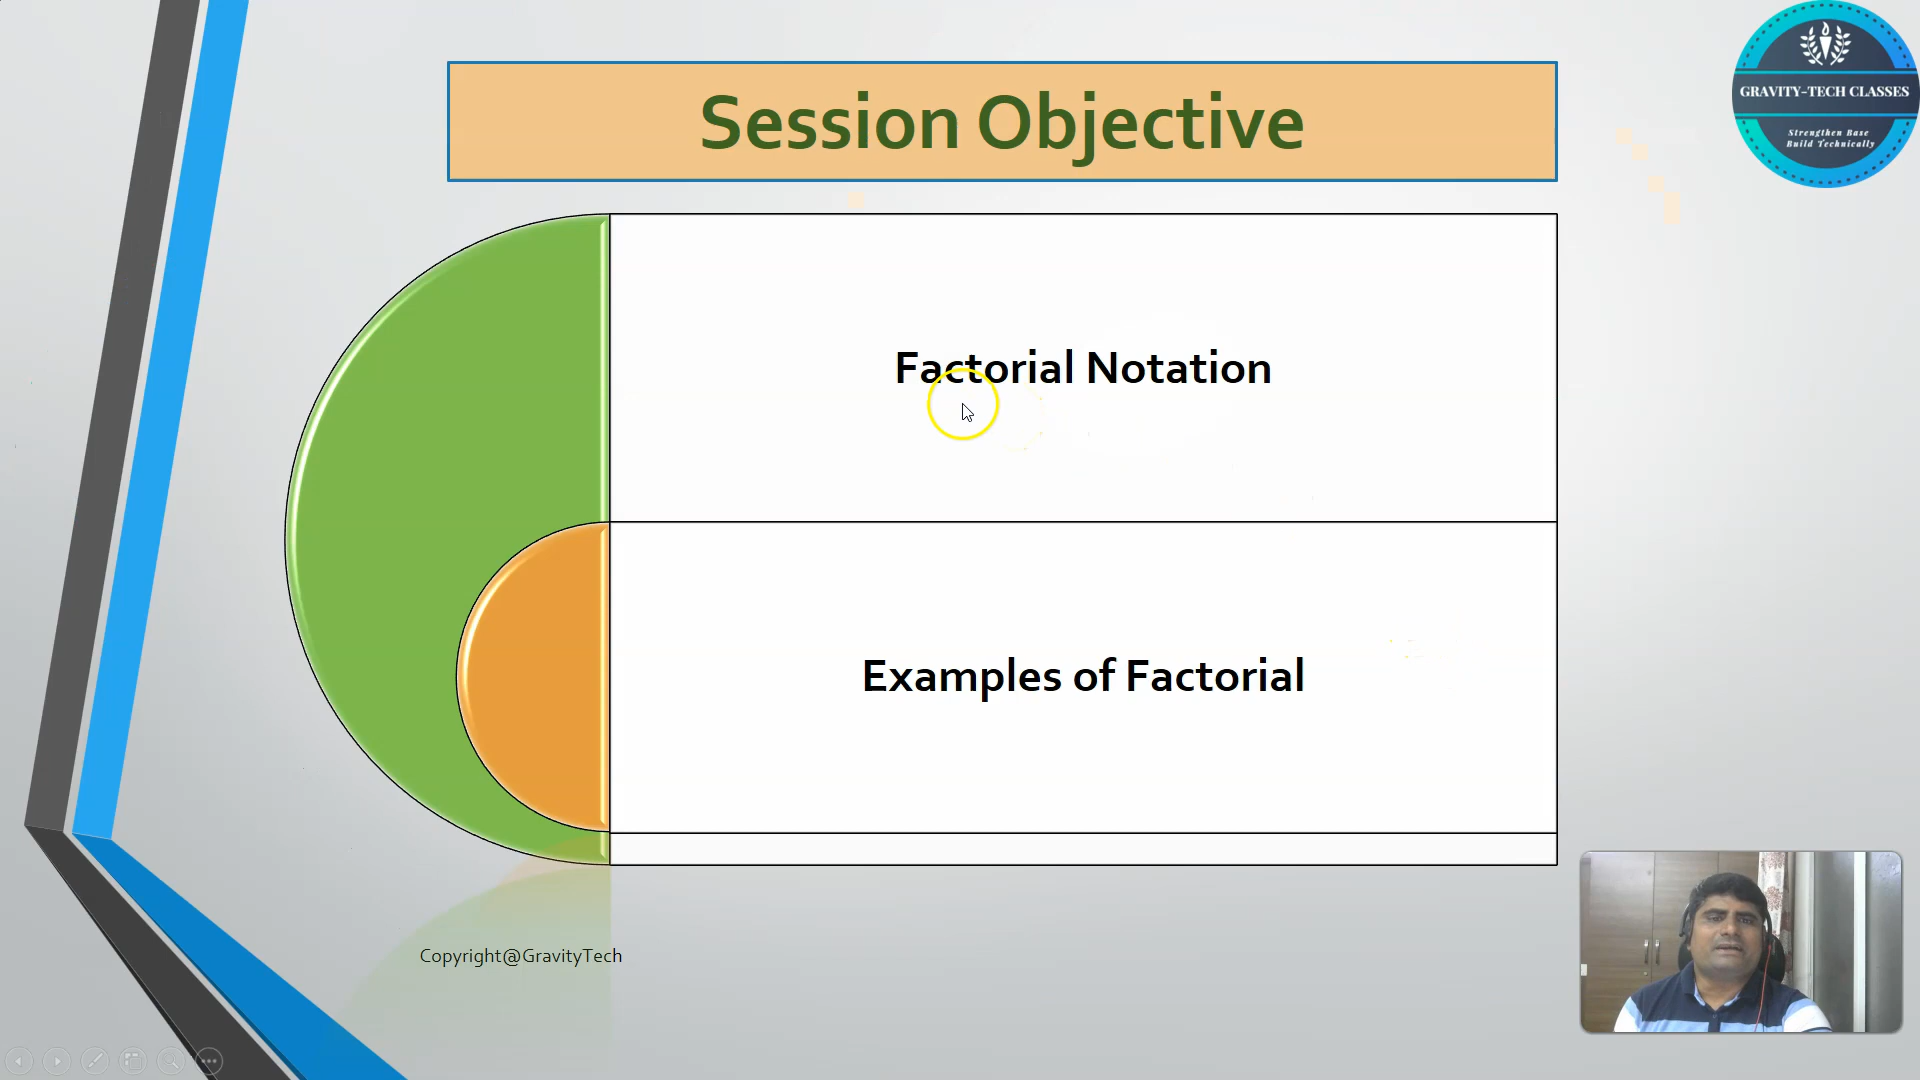 Session Objective
GRAVITY-TECH CLASSES
Strengthen Base
Build Technically
Factorial Notation
Examples of Factorial
Copyright@GravityTech